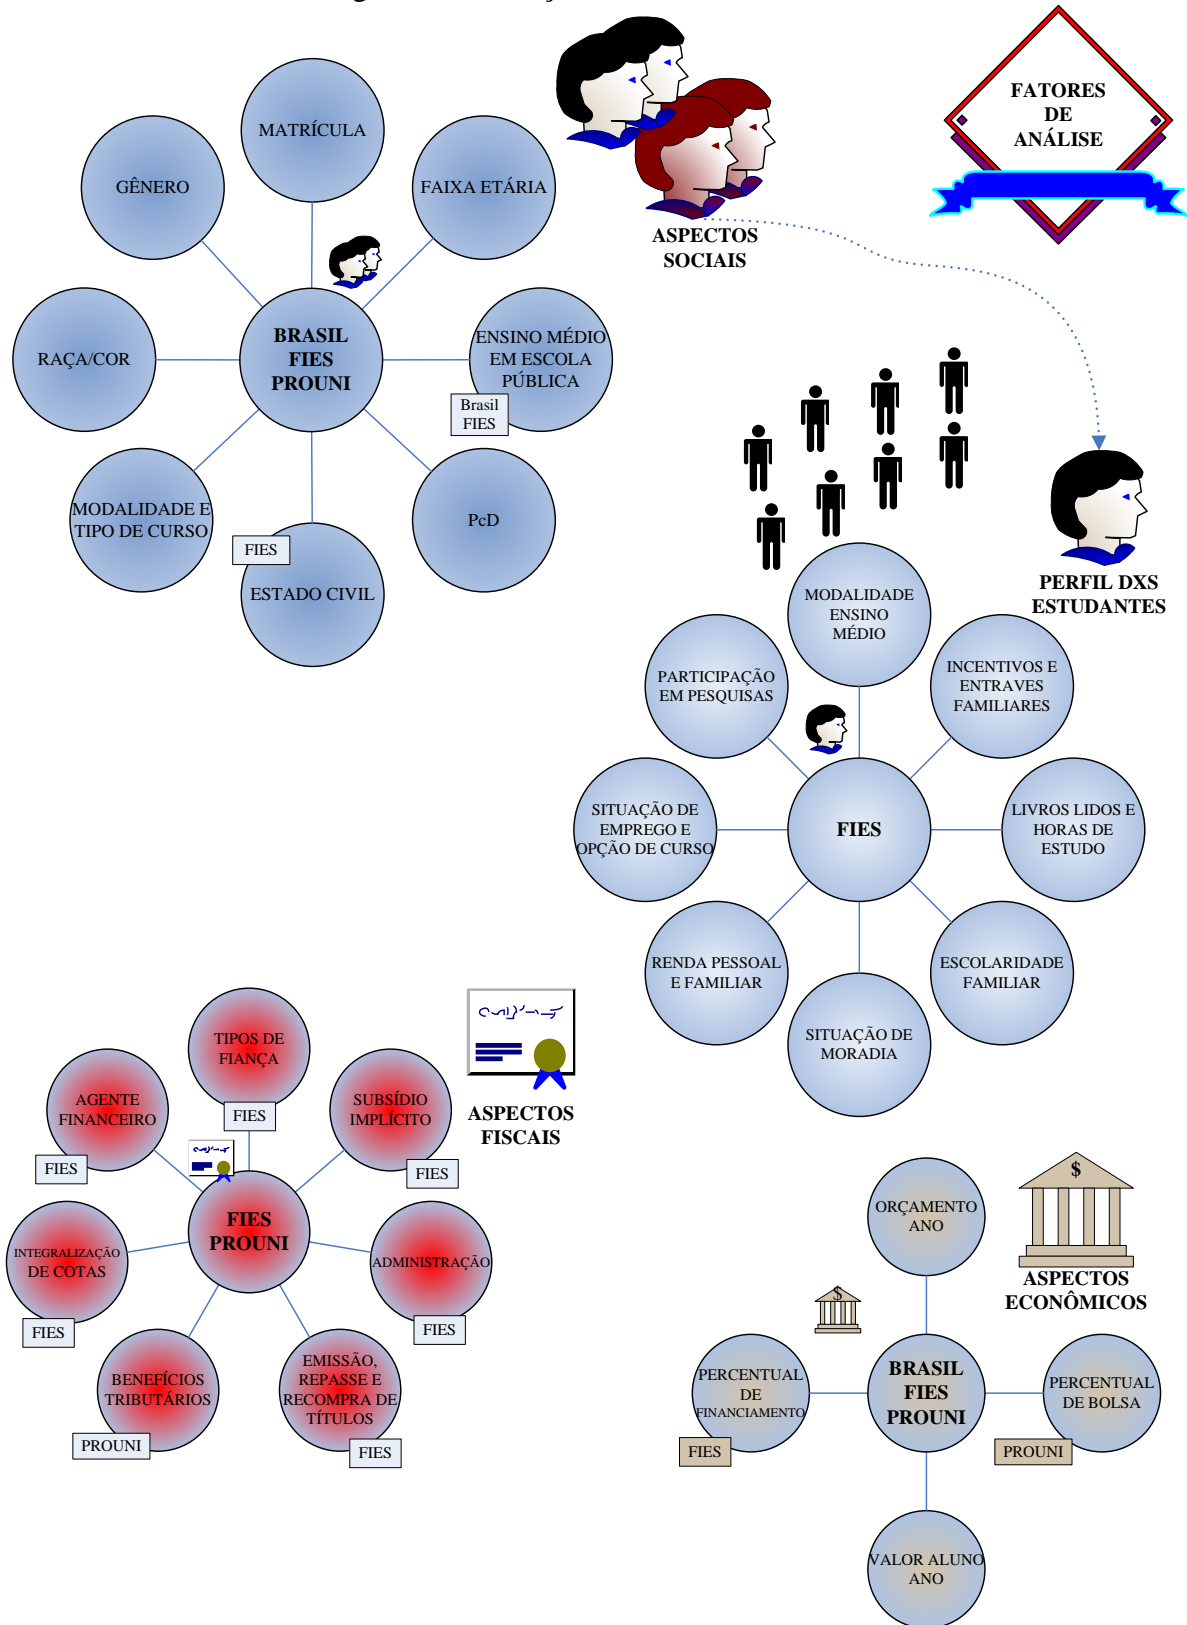 MATRÍCULA
GÊNERO
FAIXA ETÁRIA
RAÇA/COR
BRASIL
FIES
PROUNI
ENSINO MÉDIO
EM ESCOLA
PÚBLICA
Brasil
FIES
MODALIDADE E
TIPO DE CURSO
PcD
FIES
ESTADO CIVIL
ASPECTOS
SOCIAIS
FATORES
DE
ANÁLISE
PERFIL DXS
ESTUDANTES
MODALIDADE
ENSINO
MÉDIO
PARTICIPAÇÃO
EM PESQUISAS
INCENTIVOS E
ENTRAVES
FAMILIARES
SITUAÇÃO DE
EMPREGO E
OPÇÃO DE CURSO
FIES
LIVROS LIDOS E
HORAS DE
ESTUDO
RENDA PESSOAL
E FAMILIAR
ESCOLARIDADE
FAMILIAR
SITUAÇÃO DE
MORADIA
TIPOS DE
FIANÇA
FIES
AGENTE
FINANCEIRO
FIES
SUBSÍDIO
IMPLÍCITO
FIES
ASPECTOS
FISCAIS
FIES
PROUNI
INTEGRALIZAÇÃO
DE COTAS
FIES
ADMINISTRAÇÃO
FIES
BENEFÍCIOS
TRIBUTÁRIOS
PROUNI
EMISSÃO,
REPASSE E
RECOMPRA DE
TÍTULOS
FIES
ORÇAMENTO
ANO
$
ASPECTOS
ECONÔMICOS
$
PERCENTUAL
DE
FINANCIAMENTO
FIES
BRASIL
FIES
PROUNI
PERCENTUAL
DE BOLSA
PROUNI
VALOR ALUNO
ANO